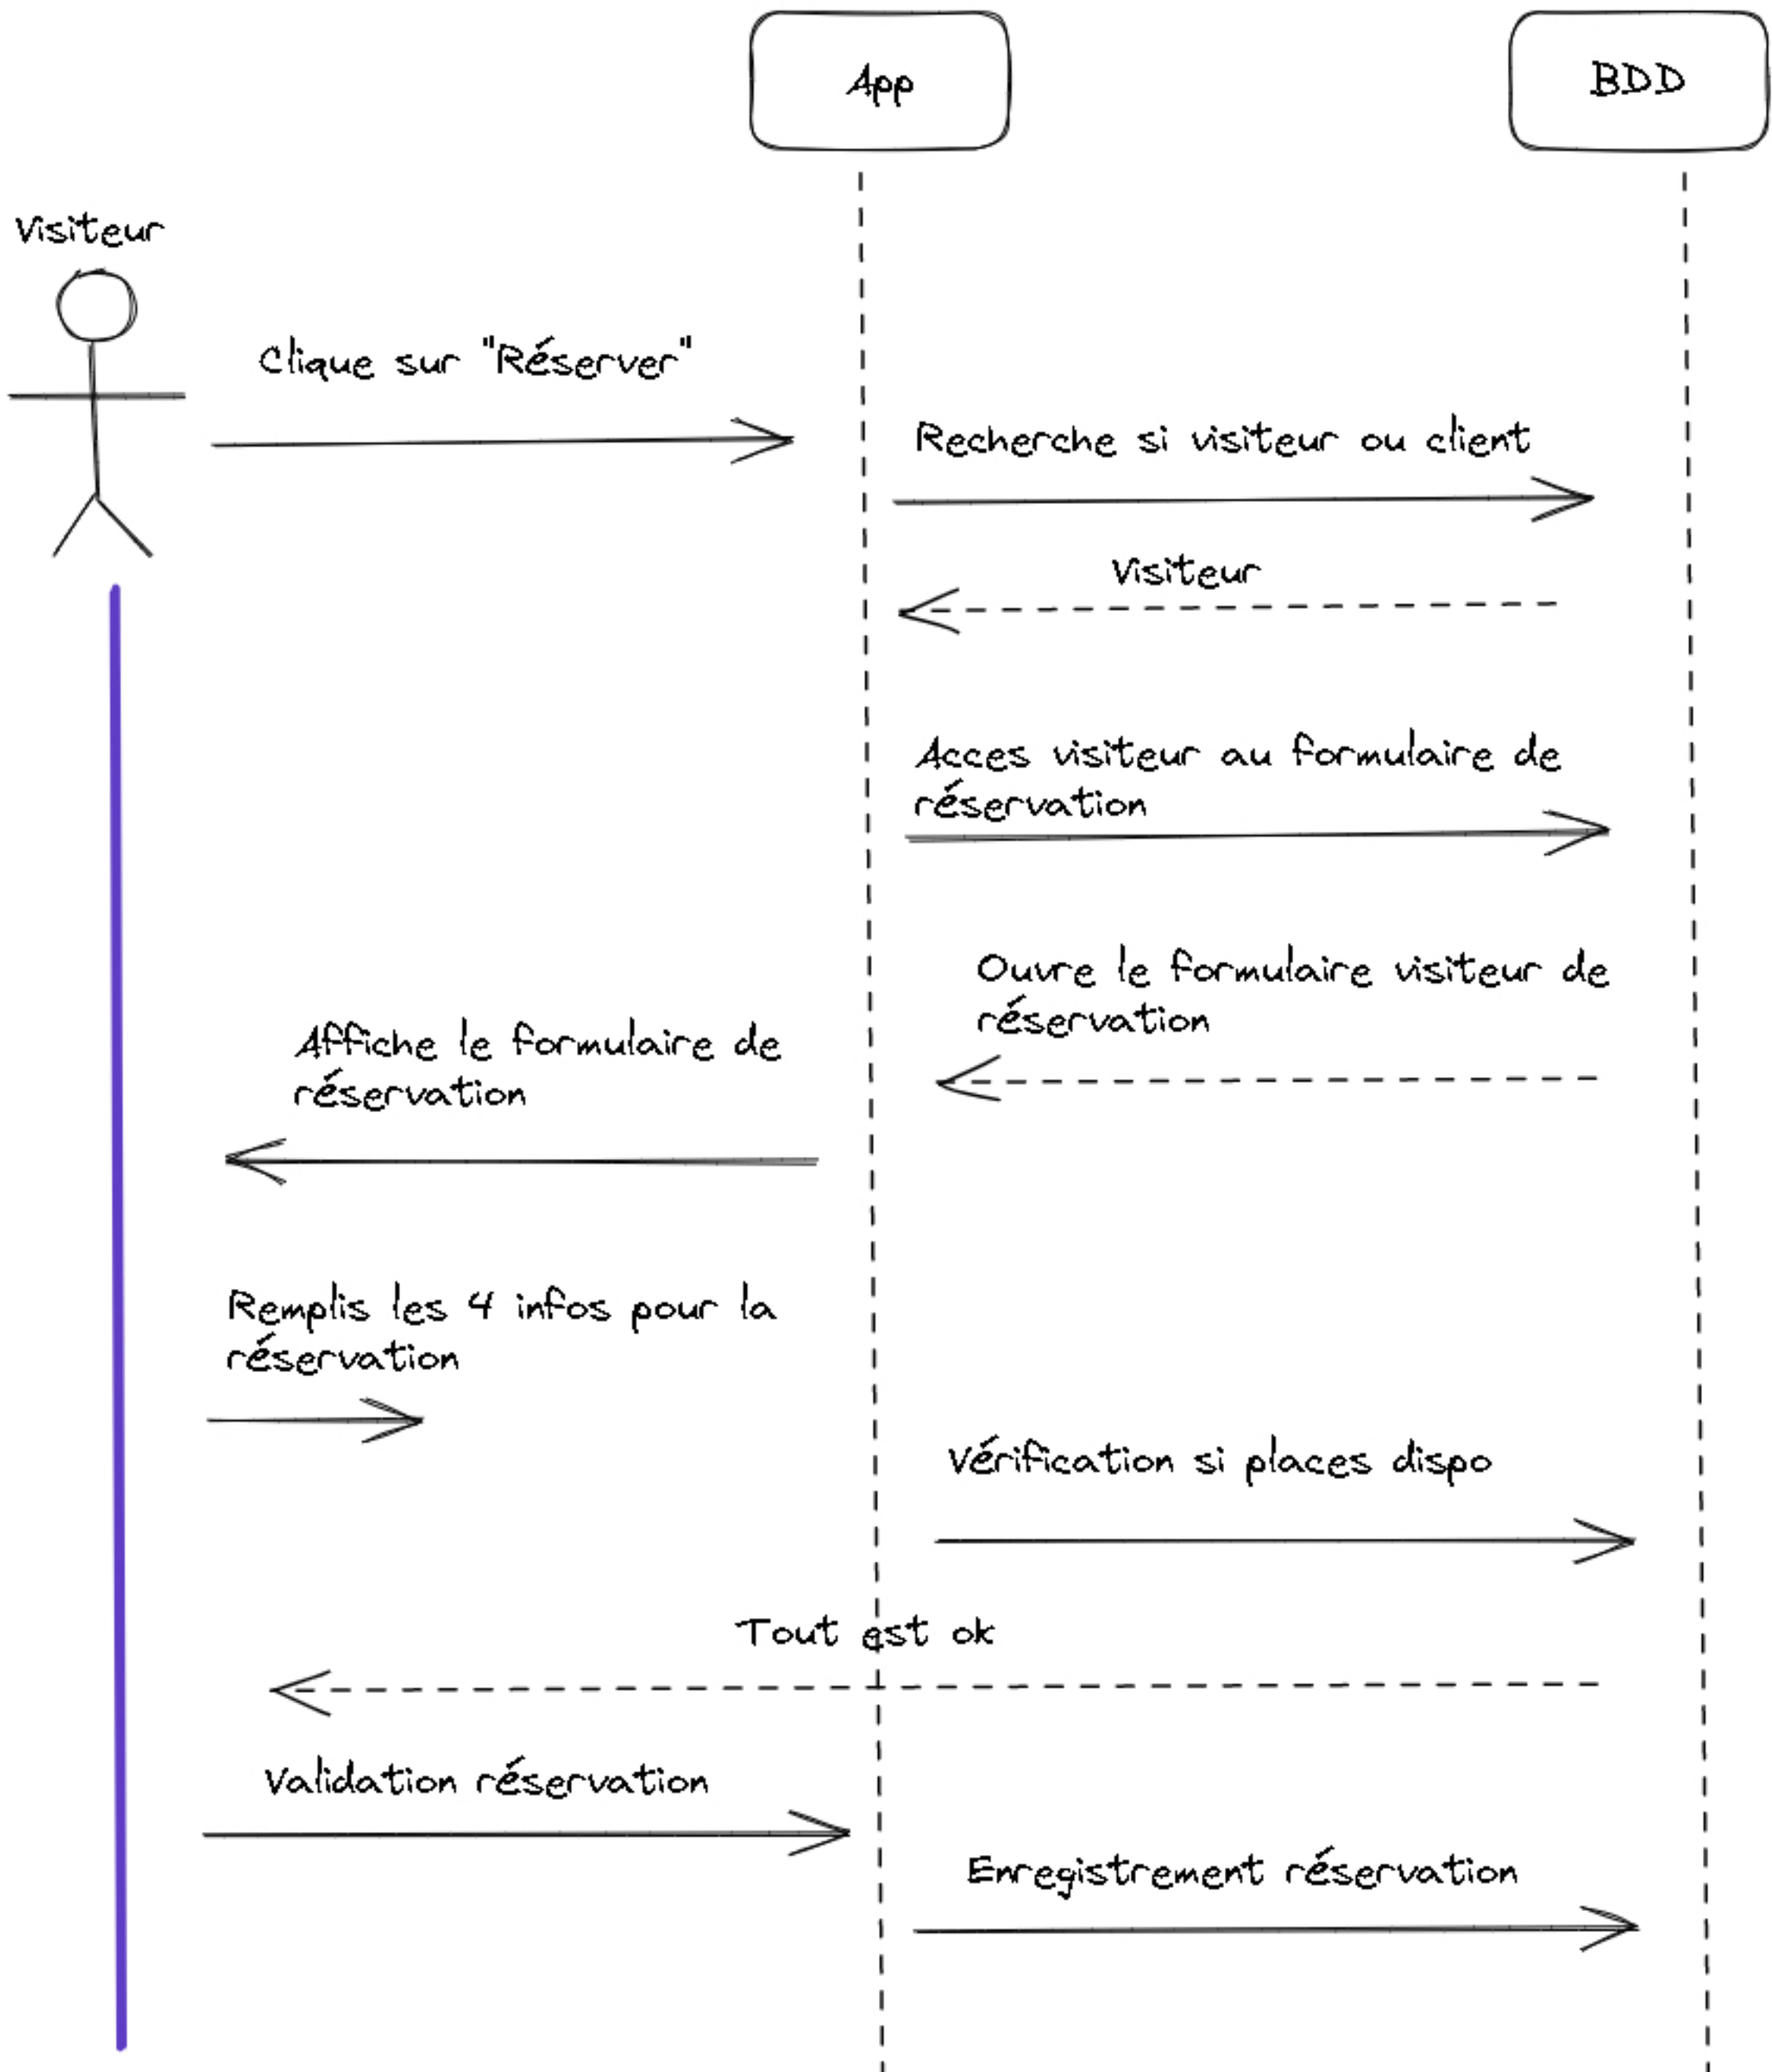 App
BDD
Visiteur
Clique sur "Réserver"
Recherche si visiteur ou client
Visiteur
Acces visiteur au formulaire de
réservation
Ouvre le formulaire visiteur de
réservation
Affiche le formulaire de
réservation
Remplis les 4 infos pour la
réservation
Vérification si places dispo
Tout est ok
Validation réservation
Enregistrement réservation